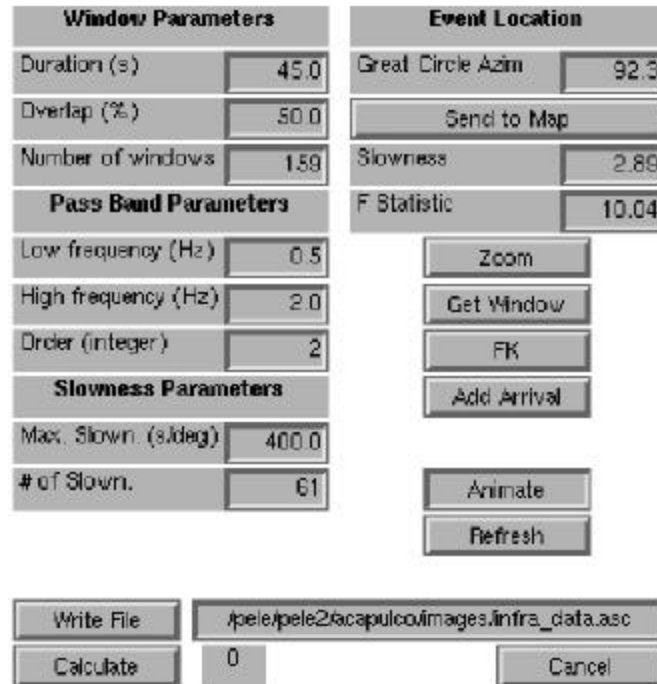 Window Parameters
Duration (s) 45.0
Overlap (%) 50.0
Number of windows 159
Pass Band Parameters
Low frequency (Hz) 0.5
High frequency (Hz) 2.0
Order (integer) 2
Slowness Parameters
Max. Slown. (s/deg) 400.0
# of Slown. 61
Event Location
Great Circle Azim 92.3
Send to Map
Slowness 2.89
F Statistic 10.04
Zoom
Get Window
FK
Add Arrival
Animate
Refresh
Write File /pele/pele2/acapulco/images/infra_data.asc
Calculate 0 Cancel